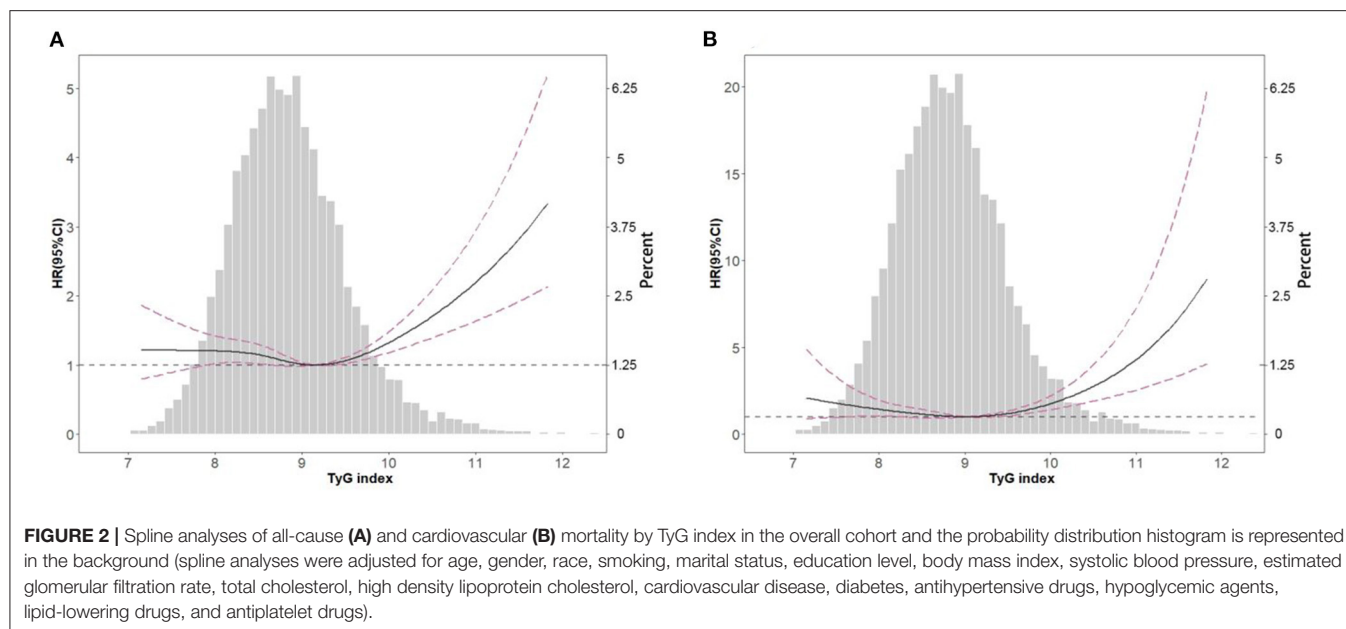 A
HR(95%CI)
5
4
3
2
1
0
6.25
5
3.75
2.5
1.25
0
Percent
7 8 9 10 11 12
TyG index
B
HR(95%CI)
20
15
10
5
0
6.25
5
3.75
2.5
1.25
0
Percent
7 8 9 10 11 12
TyG index
FIGURE 2 | Spline analyses of all-cause (A) and cardiovascular (B) mortality by TyG index in the overall cohort and the probability distribution histogram is represented
in the background (spline analyses were adjusted for age, gender, race, smoking, marital status, education level, body mass index, systolic blood pressure, estimated
glomerular filtration rate, total cholesterol, high density lipoprotein cholesterol, cardiovascular disease, diabetes, antihypertensive drugs, hypoglycemic agents,
lipid-lowering drugs, and antiplatelet drugs).